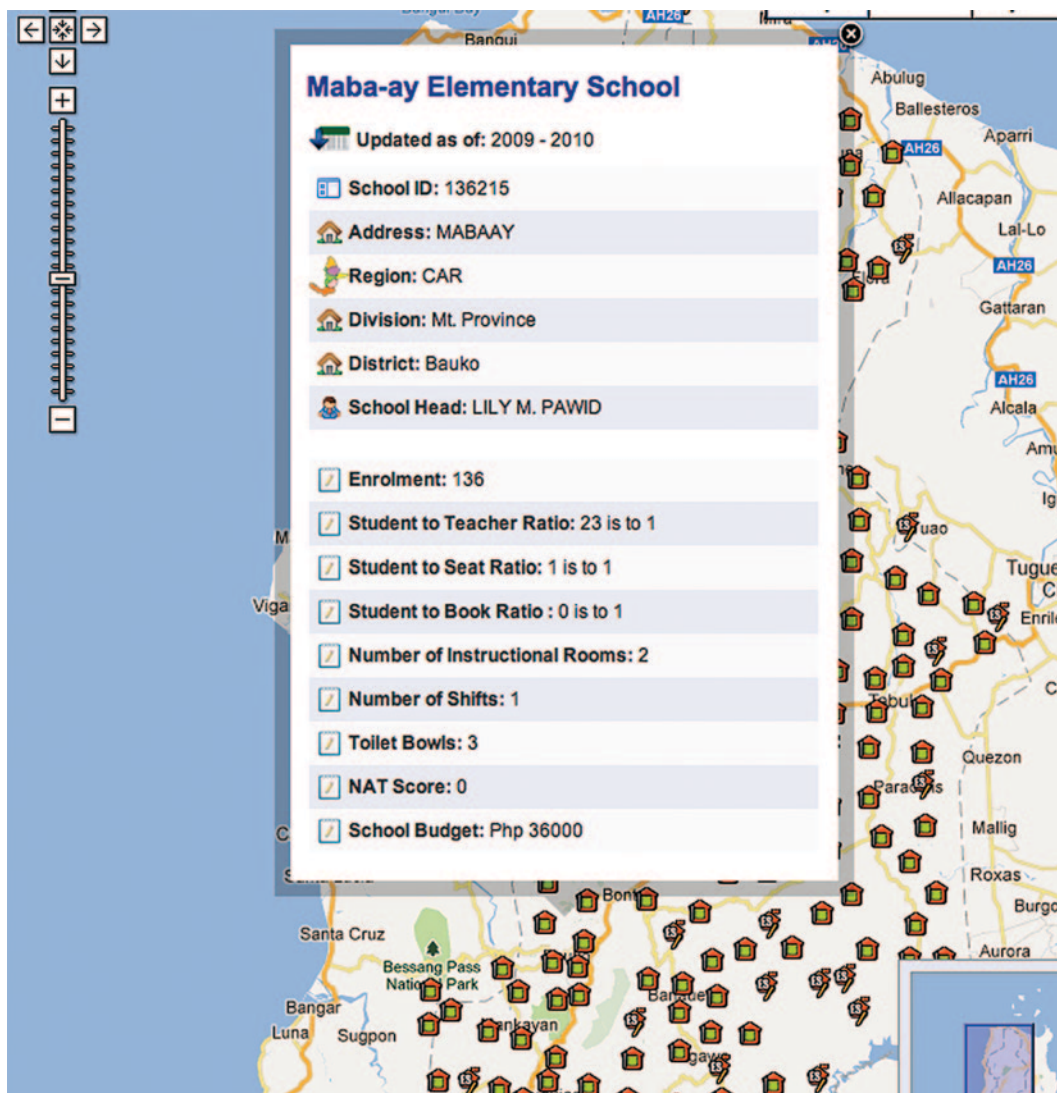 Bangui
AH26
Maba-ay Elementary School
Updated as of: 2009 - 2010
School ID: 136215
Address: MABAAY
Region: CAR
Division: Mt. Province
District: Bauko
School Head: LILY M. PAWID
Enrolment: 136
Student to Teacher Ratio: 23 is to 1
Student to Seat Ratio: 1 is to 1
Student to Book Ratio : 0 is to 1
Number of Instructional Rooms: 2
Number of Shifts: 1
Toilet Bowls: 3
NAT Score: 0
School Budget: Php 36000
Abulug
Ballesteros
Aparri
AH26
Allacapan
Lal-Lo
AH26
Flora
Gattaran
AH26
Alcala
Quezon
Mallig
Roxas
Aurora
Santa Cruz
Bessang Pass
National Park
Bangar
Luna
Sugpon